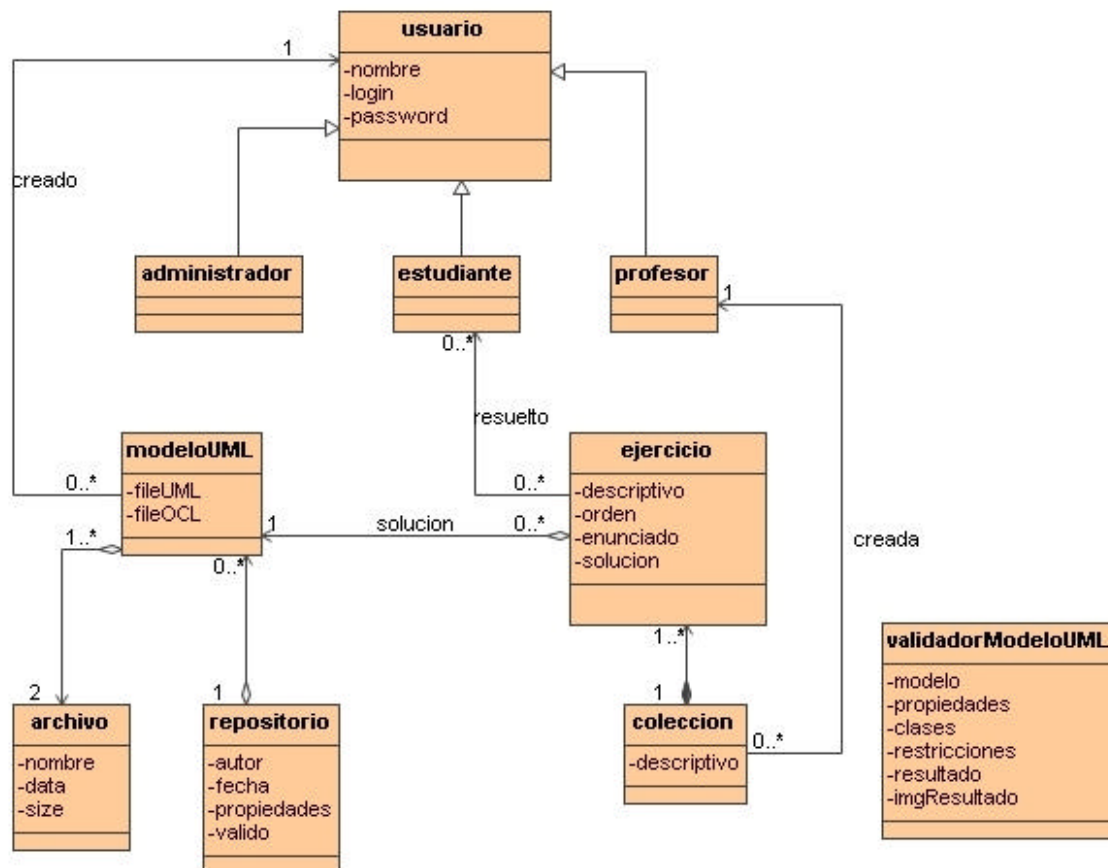 usuario
-nombre
-login
-password
1
creado
administrador
estudiante
profesor
1
0..*
resuelto
modeloUML
-fileUML
-fileOCL
0..*
1..*
0..*
1
solucion
0..*
0..*
ejercicio
-descriptivo
-orden
-enunciado
-solucion
creada
1..*
validadorModeloUML
-modelo
-propiedades
-clases
-restricciones
-resultado
-imgResultado
2
archivo
-nombre
-data
-size
1
repositorio
-autor
-fecha
-propiedades
-valido
1
coleccion
-descriptivo
0..*